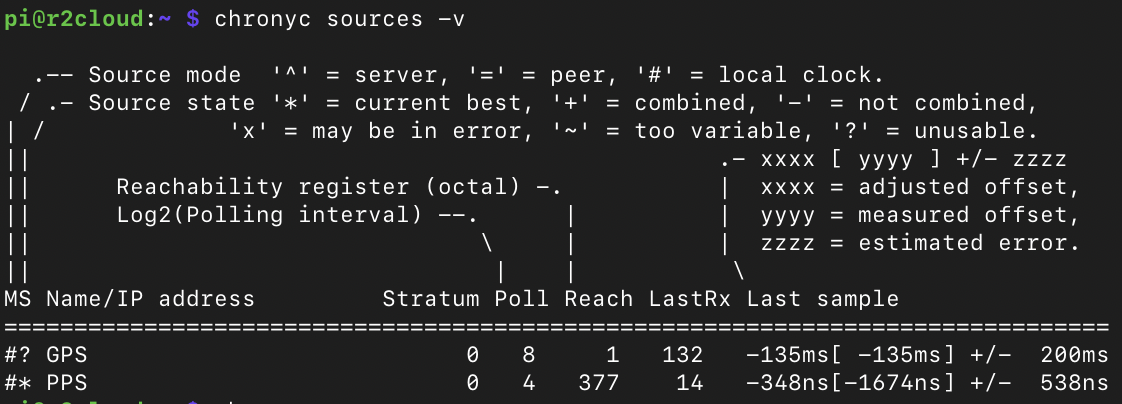 pi@r2cloud:~ $ chronyc sources -v
  .-- Source mode  '^' = server, '=' = peer, '#' = local clock.
 / .- Source state '*' = current best, '+' = combined, '-' = not combined,
| /             'x' = may be in error, '~' = too variable, '?' = unusable.
||                                                 .- xxxx [ yyyy ] +/- zzzz
||      Reachability register (octal) -.           |  xxxx = adjusted offset,
||      Log2(Polling interval) --.      |          |  yyyy = measured offset,
||                                \     |          |  zzzz = estimated error.
||                                 |    |           \
MS Name/IP address         Stratum Poll Reach LastRx Last sample
===============================================================================
#? GPS                           0   8     1   132   -135ms[ -135ms] +/-  200ms
#* PPS                           0   4   377    14   -348ns[-1674ns] +/-  538ns